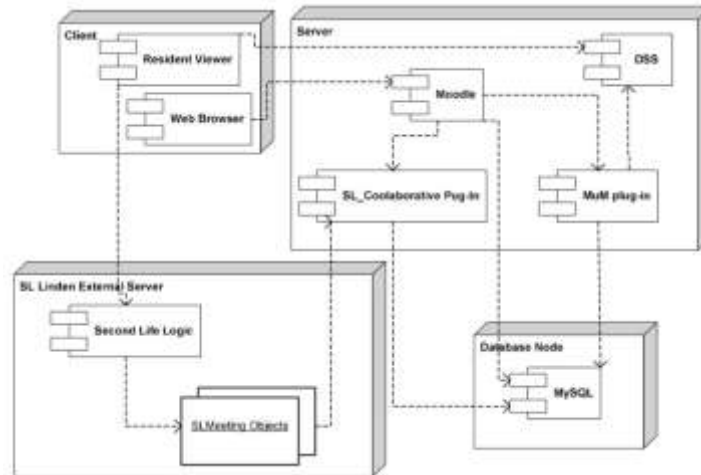 Client
Server
Resident Viewer
DSS
Moodle
Web Browser
SL_Coolaborative Pug-In
MuM plug-in
SL Linden External Server
Second Life Logic
Database Node
MySQL
SLMeeting Objects